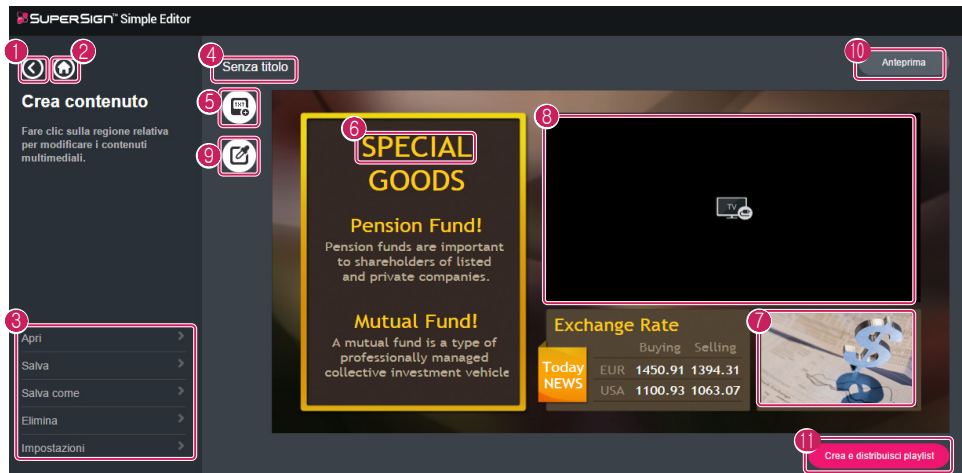 SUPERSIGN™ Simple Editor
1
2
Crea contenuto
Fare clic sulla regione relativa
per modificare i contenuti
multimediali.
3
Apri
Salva
Salva come
Elimina
Impostazioni
4
Senza titolo
5
1X1
9
10
Anteprima
6
SPECIAL
GOODS
Pension Fund!
Pension funds are important
to shareholders of listed
and private companies.
Mutual Fund!
A mutual fund is a type of
professionally managed
collective investment vehicle
8
TV
Exchange Rate
Buying Selling
Today
NEWS
EUR 1450.91 1394.31
USA 1100.93 1063.07
7
11
Crea e distribuisci playlist